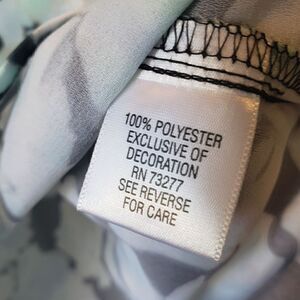 100% POLYESTER
EXCLUSIVE OF
DECORATION
RN 73277
SEE REVERSE
FOR CARE